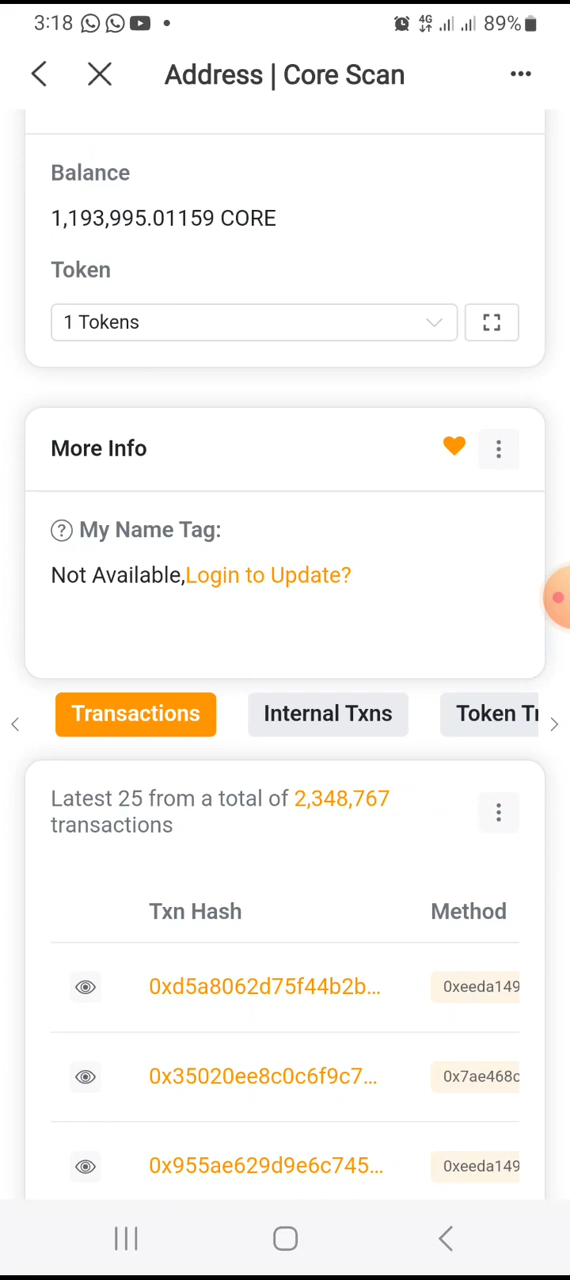 3:18 4G 89%
Address | Core Scan
Balance
1,193,995.01159 CORE
Token
1 Tokens
More Info
? My Name Tag:
Not Available,Login to Update?
Transactions Internal Txns Token Tr
Latest 25 from a total of 2,348,767
transactions
Txn Hash Method
0xd5a8062d75f44b2b... 0xeeda149
0x35020ee8c0c6f9c7... 0x7ae468c
0x955ae629d9e6c745... 0xeeda149